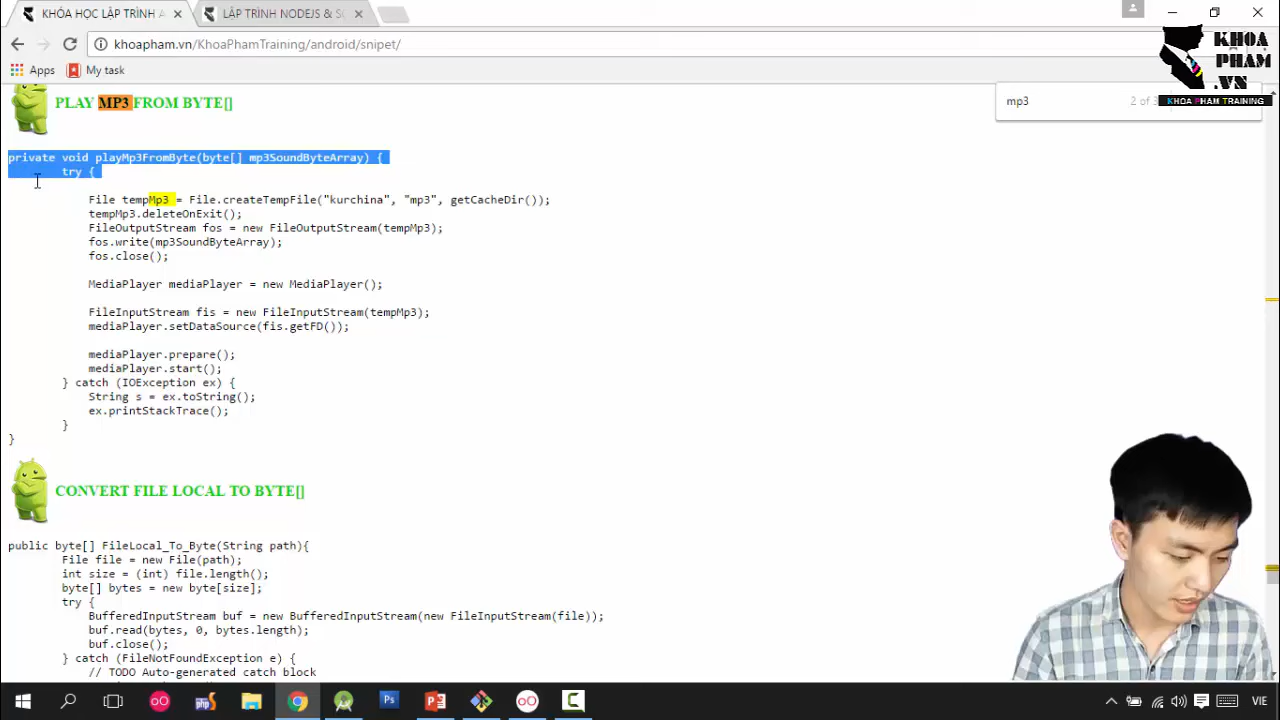 KHÓA HỌC LẬP TRÌNH A
LẬP TRÌNH NODEJS & S
khoapham.vn/KhoaPhamTraining/android/snipet/
Apps
My task
KHOA
PHAM
.VN
KHOA PHAM TRAINING
mp3
2 of 3
PLAY MP3 FROM BYTE[]
private void playMp3FromByte(byte[] mp3SoundByteArray) {
try {
File tempMp3 = File.createTempFile("kurchina", "mp3", getCacheDir());
tempMp3.deleteOnExit();
FileOutputStream fos = new FileOutputStream(tempMp3);
fos.write(mp3SoundByteArray);
fos.close();
MediaPlayer mediaPlayer = new MediaPlayer();
FileInputStream fis = new FileInputStream(tempMp3);
mediaPlayer.setDataSource(fis.getFD());
mediaPlayer.prepare();
mediaPlayer.start();
} catch (IOException ex) {
String s = ex.toString();
ex.printStackTrace();
}
}
CONVERT FILE LOCAL TO BYTE[]
public byte[] FileLocal_To_Byte(String path){
File file = new File(path);
int size = (int) file.length();
byte[] bytes = new byte[size];
try {
BufferedInputStream buf = new BufferedInputStream(new FileInputStream(file));
buf.read(bytes, 0, bytes.length);
buf.close();
} catch (FileNotFoundException e) {
// TODO Auto-generated catch block
php
Ps
VIE